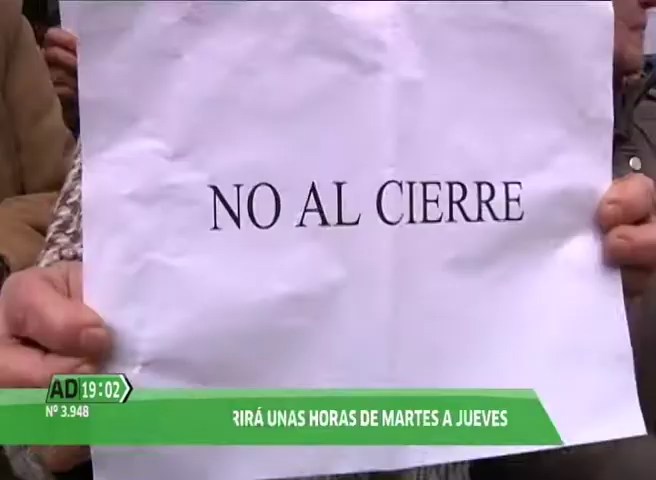 NO AL CIERRE
AD 19:02
Nº 3.948
RIRÁ UNAS HORAS DE MARTES A JUEVES